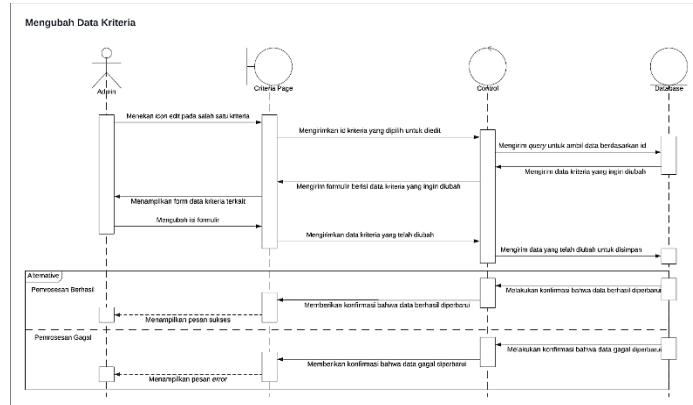 Mengubah Data Kriteria
Admin
Criteria Page
Control
Database
Menekan icon edit pada salah satu kriteria
Mengirimkan id kriteria yang dipilih untuk diedit
Mengirim query untuk ambil data berdasarkan id
Mengirim data kriteria yang ingin diubah
Mengirim formulir berisi data kriteria yang ingin diubah
Menampilkan form data kriteria terkait
Mengubah isi formulir
Mengirimkan data kriteria yang telah diubah
Mengirim data yang telah diubah untuk disimpan
Alternative
Pemrosesan Berhasil
Melakukan konfirmasi bahwa data berhasil diperbarui
Memberikan konfirmasi bahwa data berhasil diperbarui
Menampilkan pesan sukses
Pemrosesan Gagal
Melakukan konfirmasi bahwa data gagal diperbarui
Memberikan konfirmasi bahwa data gagal diperbarui
Menampilkan pesan error